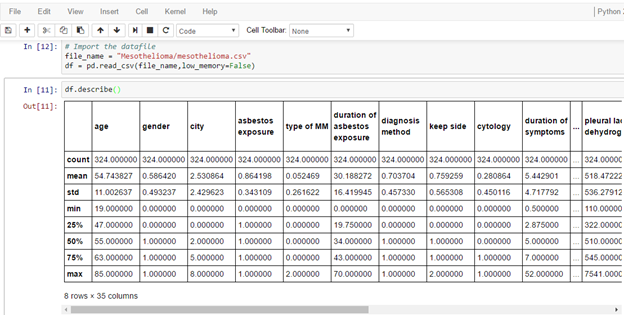 File Edit View Insert Cell Kernel Help Python 2
Code Cell Toolbar: None
In [12]: # Import the datafile
file_name = "Mesothelioma/mesothelioma.csv"
df = pd.read_csv(file_name,low_memory=False)
In [11]: df.describe()
Out[11]:
age gender city asbestos exposure type of MM duration of asbestos exposure diagnosis method keep side cytology duration of symptoms ... pleural lac dehydrog
count 324.000000 324.000000 324.000000 324.000000 324.000000 324.000000 324.000000 324.000000 324.000000 324.000000 ... 324.00000
mean 54.743827 0.586420 2.530864 0.864198 0.052469 30.188272 0.703704 0.759259 0.280864 5.442901 ... 518.47222
std 11.002637 0.493237 2.429623 0.343109 0.261622 16.419945 0.457330 0.565308 0.450116 4.717792 ... 536.27912
min 19.000000 0.000000 0.000000 0.000000 0.000000 0.000000 0.000000 0.000000 0.000000 0.500000 ... 110.00000
25% 47.000000 0.000000 0.000000 1.000000 0.000000 19.750000 0.000000 0.000000 0.000000 2.875000 ... 322.00000
50% 55.000000 1.000000 2.000000 1.000000 0.000000 34.000000 1.000000 1.000000 0.000000 5.000000 ... 510.00000
75% 63.000000 1.000000 5.000000 1.000000 0.000000 43.000000 1.000000 1.000000 1.000000 7.000000 ... 545.00000
max 85.000000 1.000000 8.000000 1.000000 2.000000 70.000000 1.000000 2.000000 1.000000 52.000000 ... 7541.0000
8 rows × 35 columns